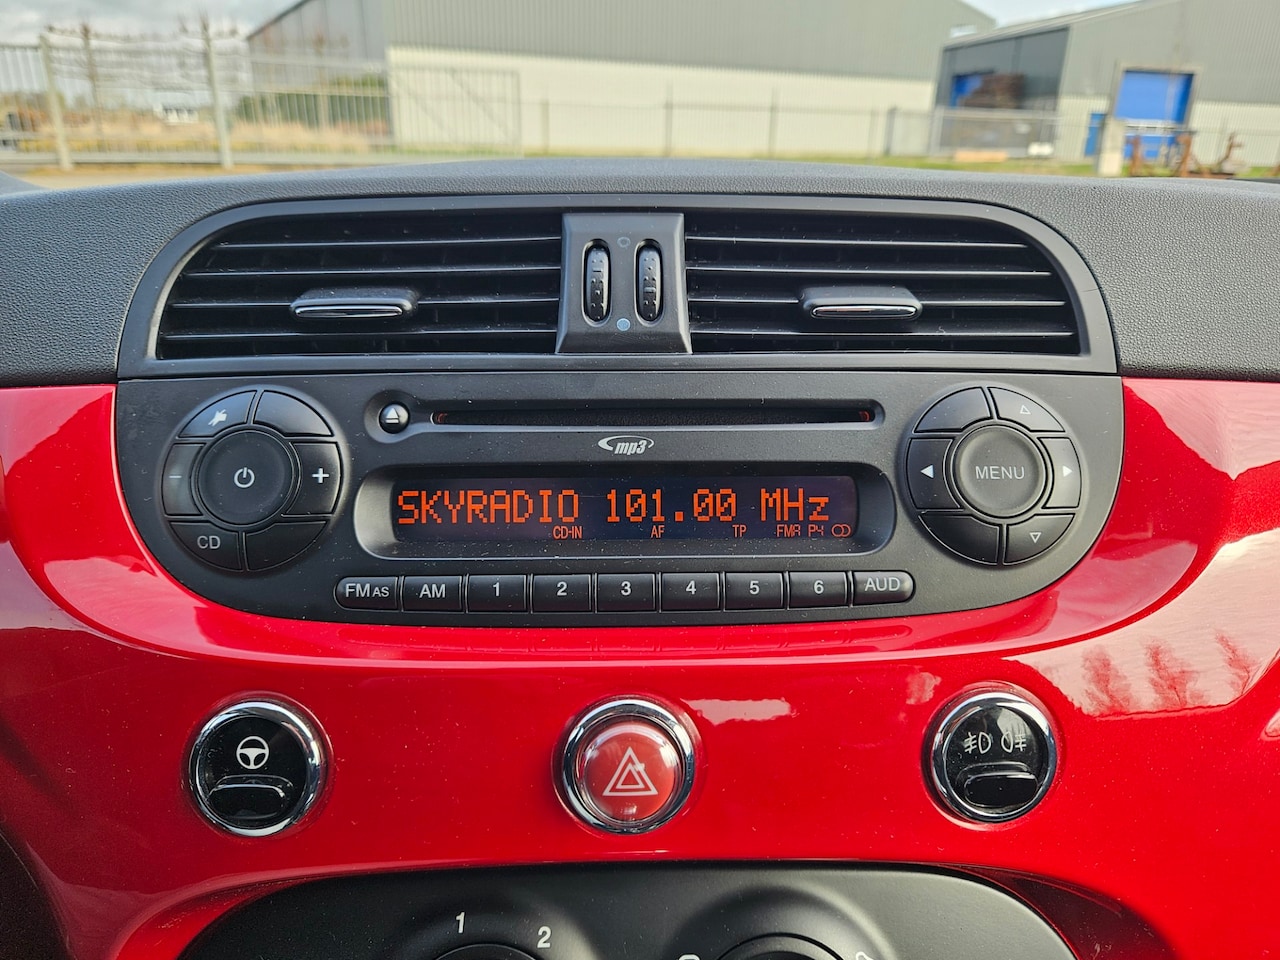 mp3
SKYRADIO 101.00 MHz
CD-IN AF TP FMA PY
MENU
CD
FM AS AM 1 2 3 4 5 6 AUD
1 2